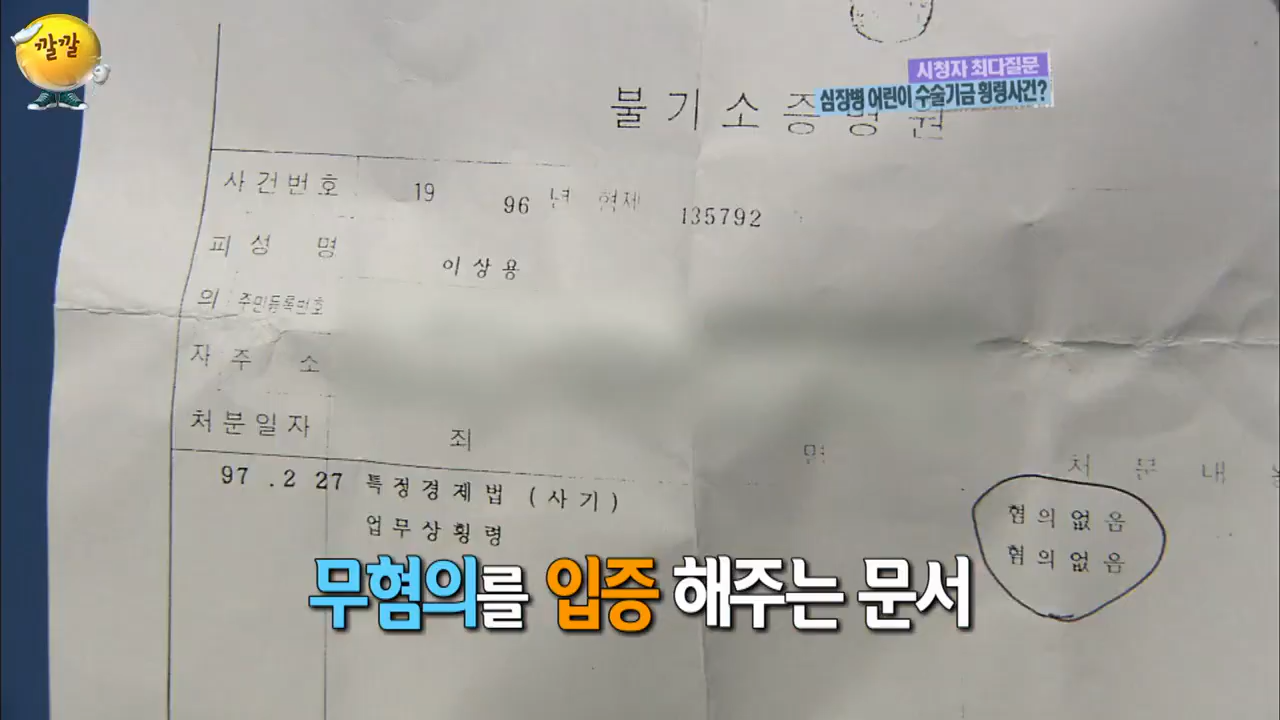 깔깔
시청자 최다질문
심장병 어린이 수술기금 횡령사건?
불기소증명원
사건번호 19 96 년 형제 135792
피 성 명 이상용
의 주민등록번호
자 주 소
처분일자 죄 명 처 분 내
97 .2 27 특정경제법 (사기) 혐의없음
업무상횡령 혐의없음
무혐의를 입증 해주는 문서